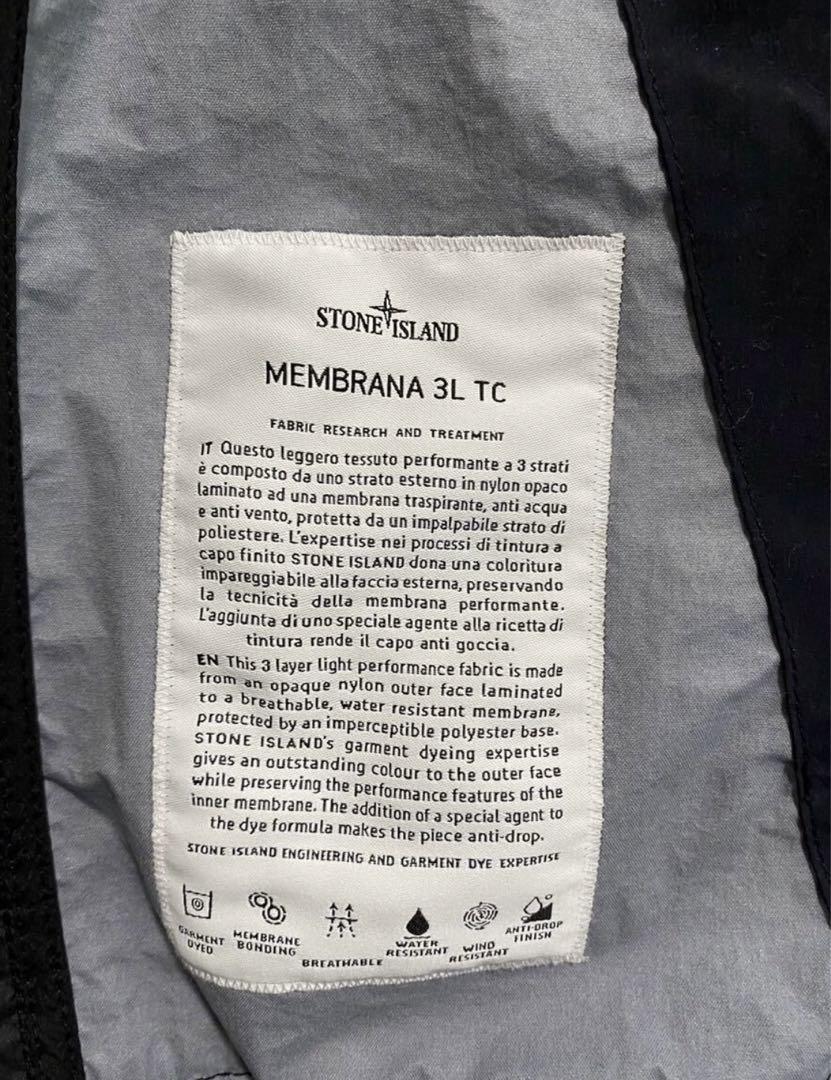 STONE ISLAND
MEMBRANA 3L TC
FABRIC RESEARCH AND TREATMENT
IT Questo leggero tessuto performante a 3 strati
è composto da uno strato esterno in nylon opaco
laminato ad una membrana traspirante, anti acqua
e anti vento, protetta da un impalpabile strato di
poliestere. L'expertise nei processi di tintura a
capo finito STONE ISLAND dona una coloritura
impareggiabile alla faccia esterna, preservando
la tecnicità della membrana performante.
L'aggiunta di uno speciale agente alla ricetta di
tintura rende il capo anti goccia.
EN This 3 layer light performance fabric is made
from an opaque nylon outer face laminated
to a breathable, water resistant membrane,
protected by an imperceptible polyester base.
STONE ISLAND's garment dyeing expertise
gives an outstanding colour to the outer face
while preserving the performance features of the
inner membrane. The addition of a special agent to
the dye formula makes the piece anti-drop.
STONE ISLAND ENGINEERING AND GARMENT DYE EXPERTISE
GARMENT
DYED
MEMBRANE
BONDING
BREATHABLE
WATER
RESISTANT
WIND
RESISTANT
ANTI-DROP
FINISH